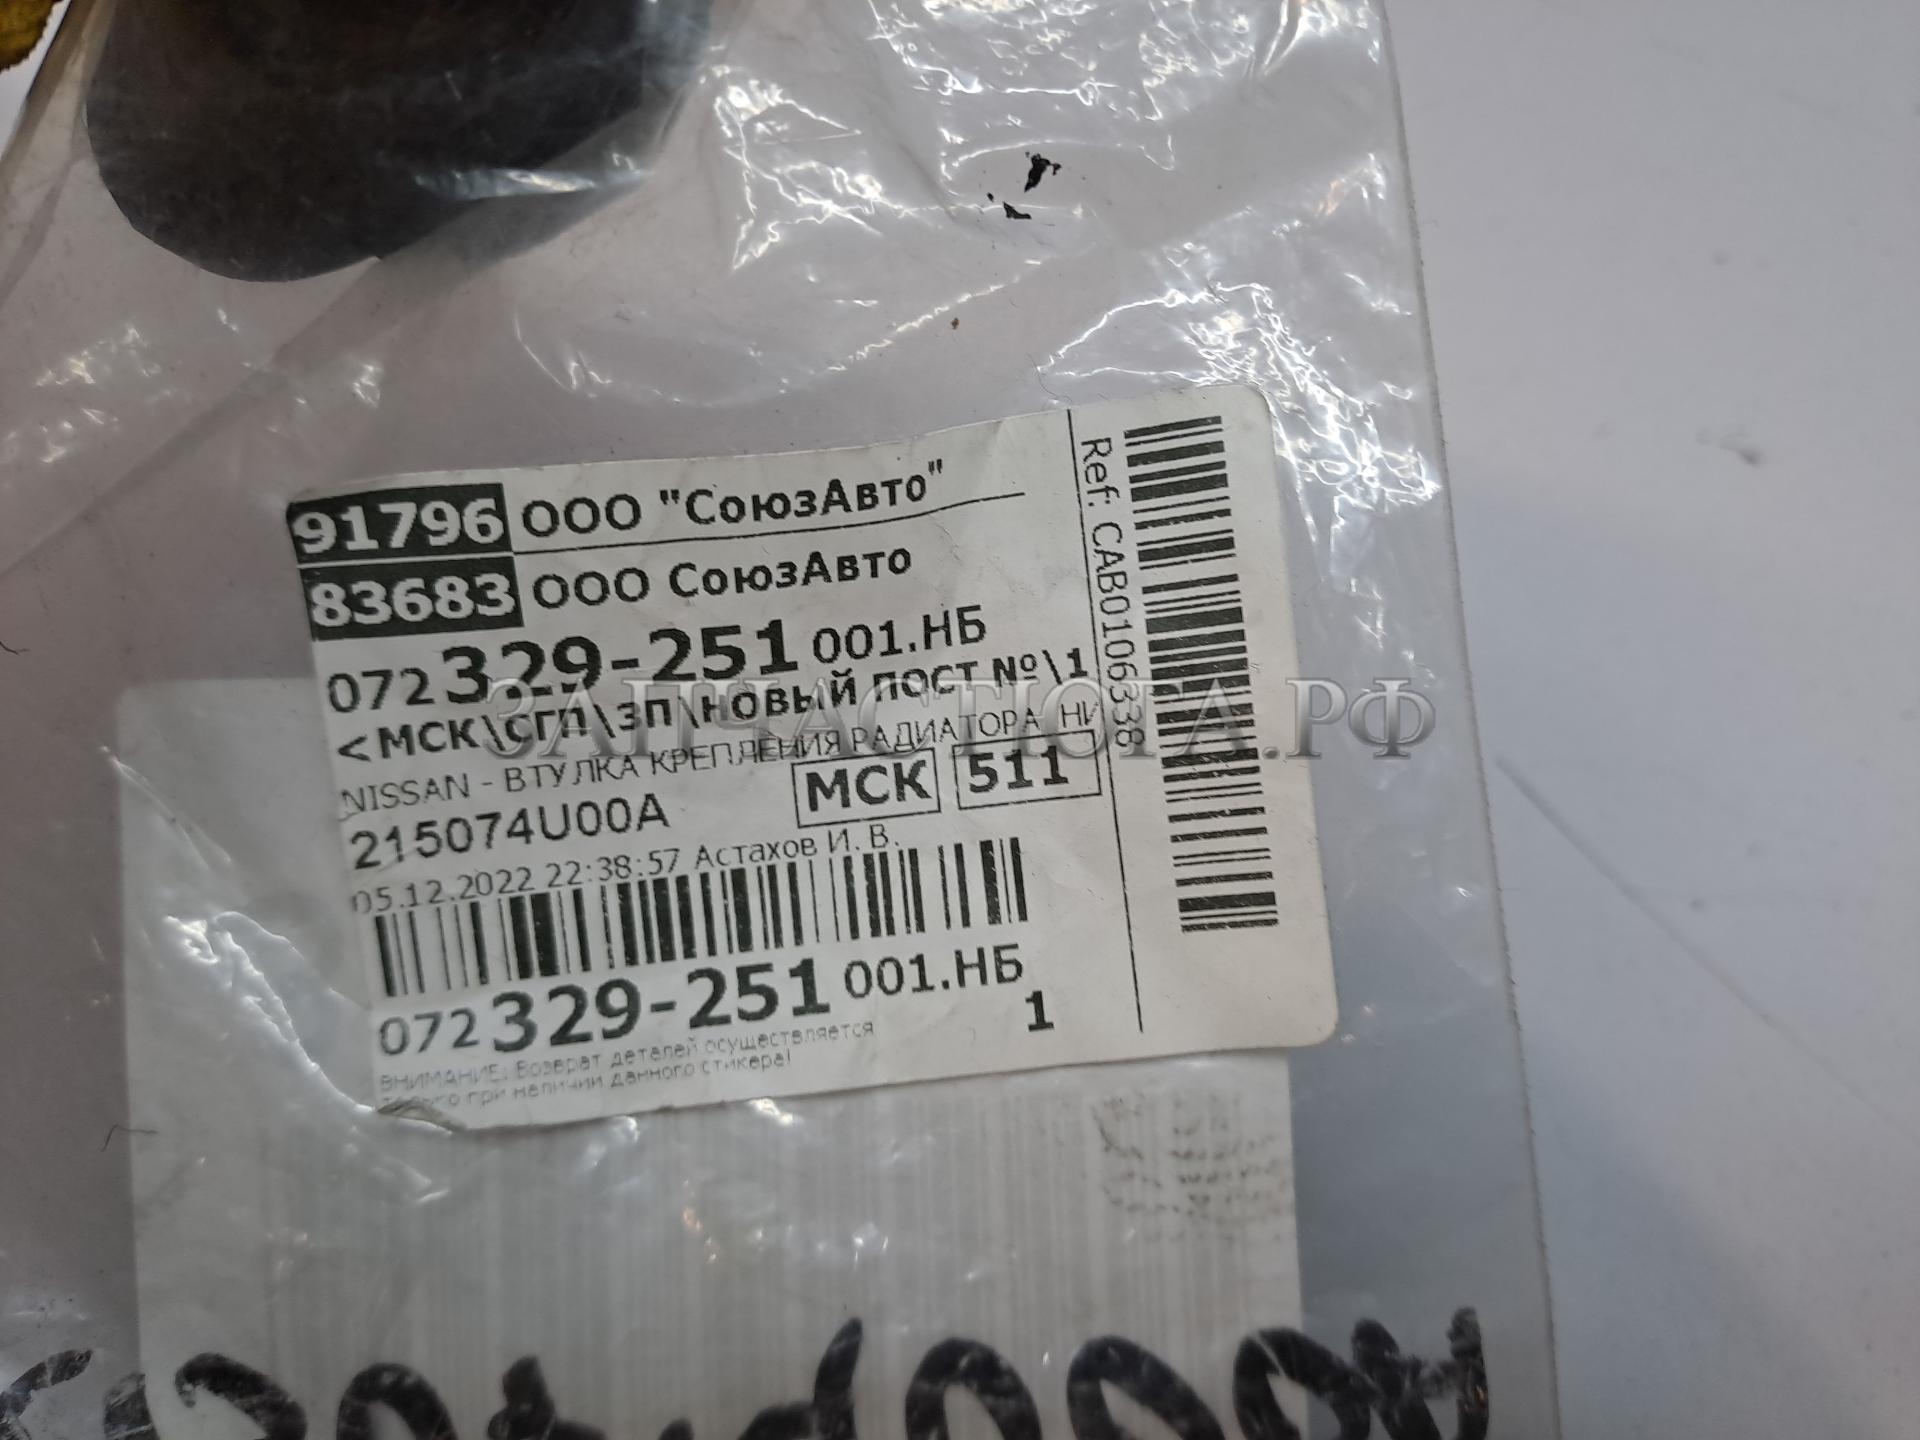 91796 ООО "СоюзАвто"
83683 ООО СоюзАвто
072 329-251 001.НБ
<МСК\СГП\ЗП\НОВЫЙ ПОСТ №\1
NISSAN - ВТУЛКА КРЕПЛЕНИЯ РАДИАТОРА НИ
215074U00A МСК 511
05.12.2022 22:38:57 Астахов И. В.
072 329-251 001.НБ
1
ВНИМАНИЕ: Возврат деталей осуществляется
только при наличии данного стикера!
Ref: CAB0106338
ЗАПЧАСТЮГА.РФ